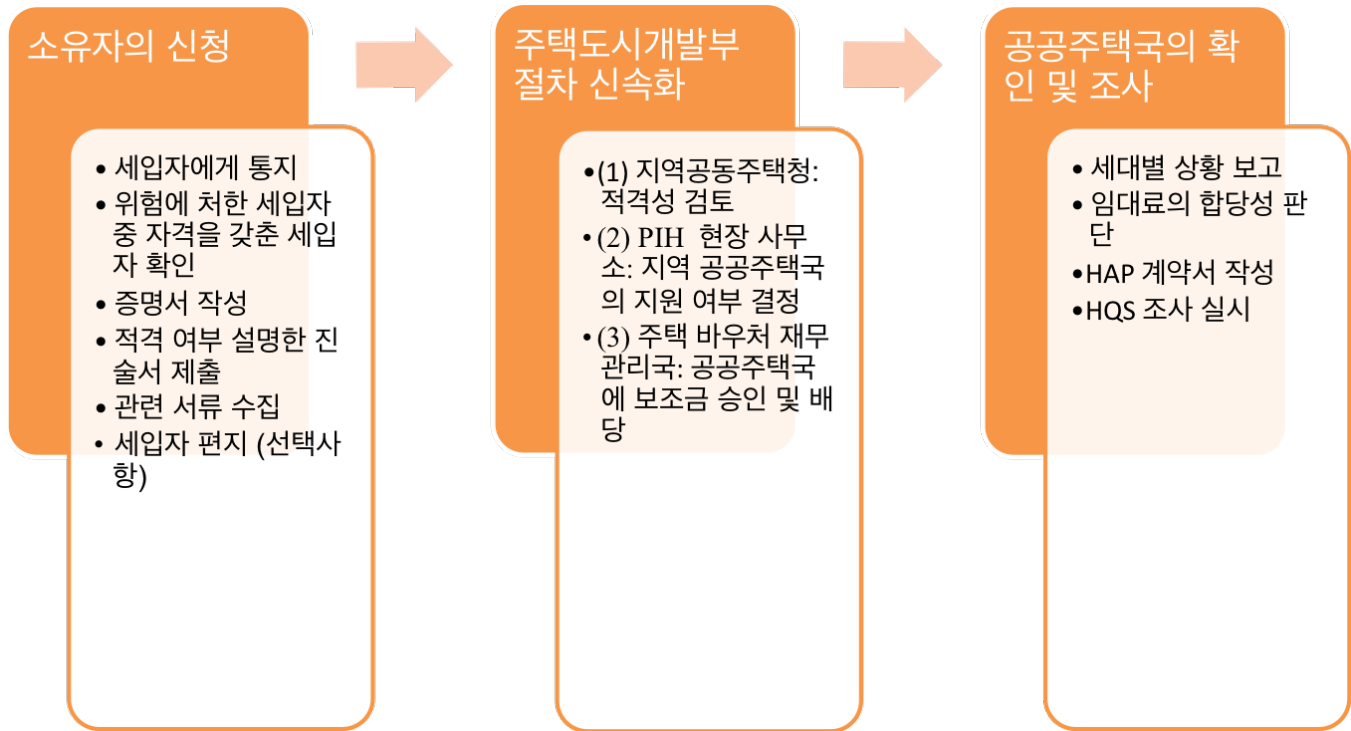 소유자의 신청
• 세입자에게 통지
• 위험에 처한 세입자
중 자격을 갖춘 세입
자 확인
• 증명서 작성
• 적격 여부 설명한 진
술서 제출
• 관련 서류 수집
• 세입자 편지 (선택사
항)
주택도시개발부
절차 신속화
•(1) 지역공동주택청:
적격성 검토
• (2) PIH 현장 사무
소: 지역 공공주택국
의 지원 여부 결정
• (3) 주택 바우처 재무
관리국: 공공주택국
에 보조금 승인 및 배
당
공공주택국의 확
인 및 조사
• 세대별 상황 보고
• 임대료의 합당성 판
단
•HAP 계약서 작성
•HQS 조사 실시